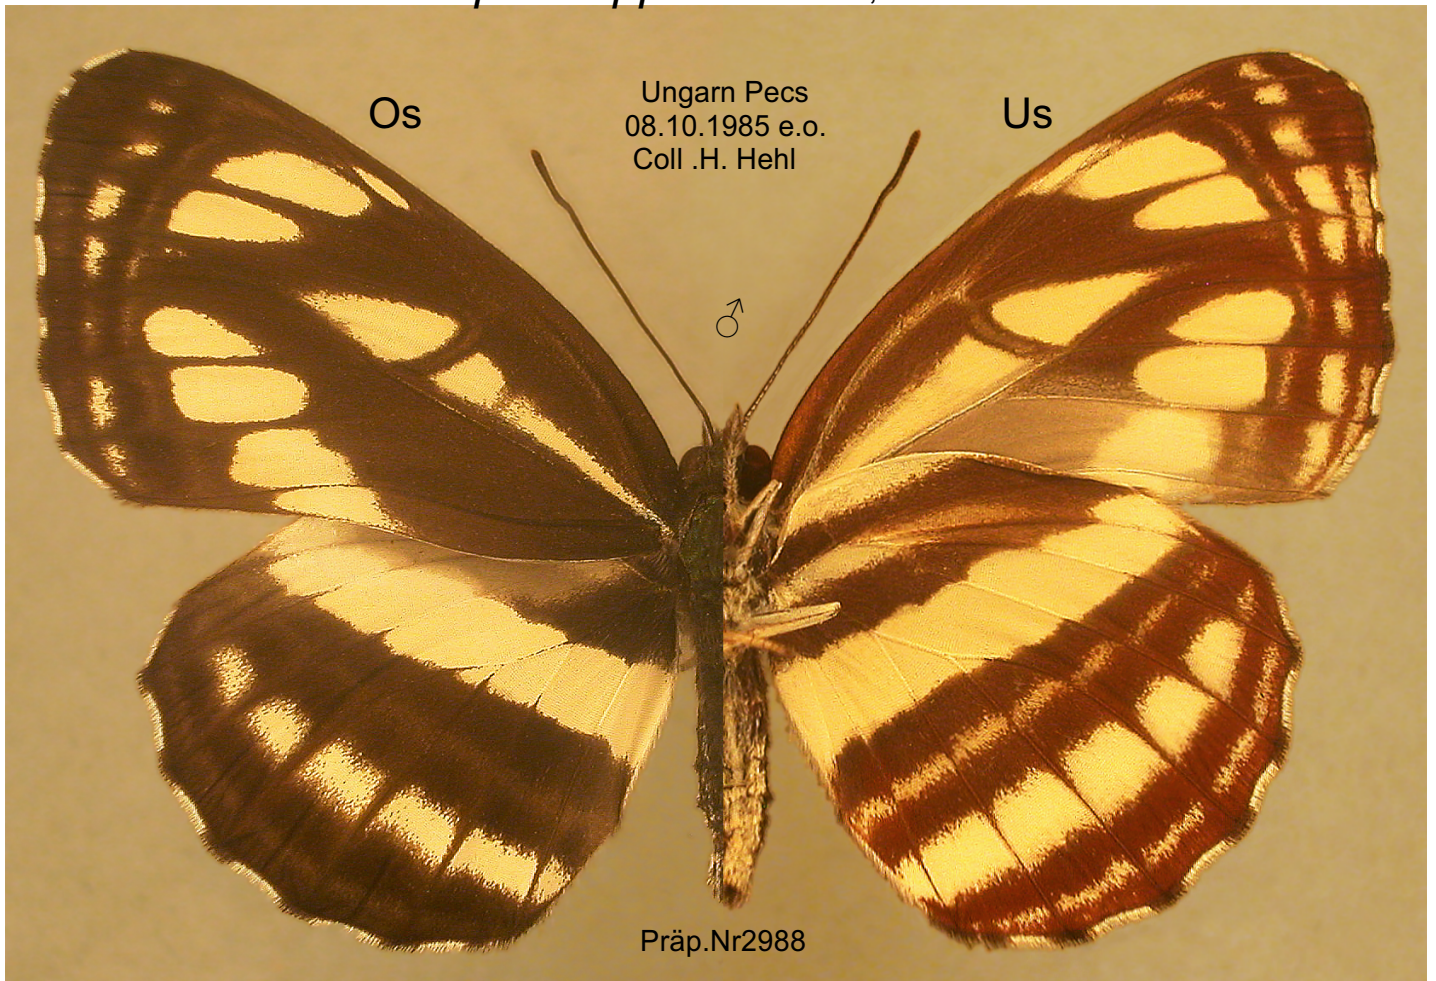 Os
Ungarn Pecs
08.10.1985 e.o.
Coll .H. Hehl
Us
♂
Präp.Nr2988